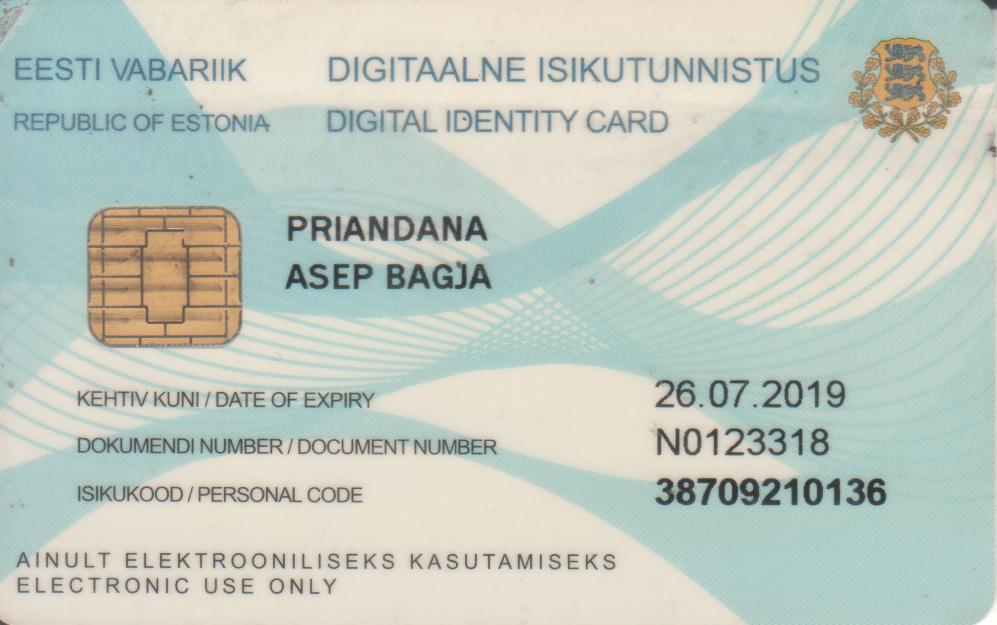 EESTI VABARIIK
DIGITAALNE ISIKUTUNNISTUS
REPUBLIC OF ESTONIA
DIGITAL IDENTITY CARD
PRIANDANA
ASEP BAGJA
KEHTIV KUNI / DATE OF EXPIRY 26.07.2019
DOKUMENDI NUMBER / DOCUMENT NUMBER N0123318
ISIKUKOOD / PERSONAL CODE 38709210136
AINULT ELEKTROONILISEKS KASUTAMISEKS
ELECTRONIC USE ONLY